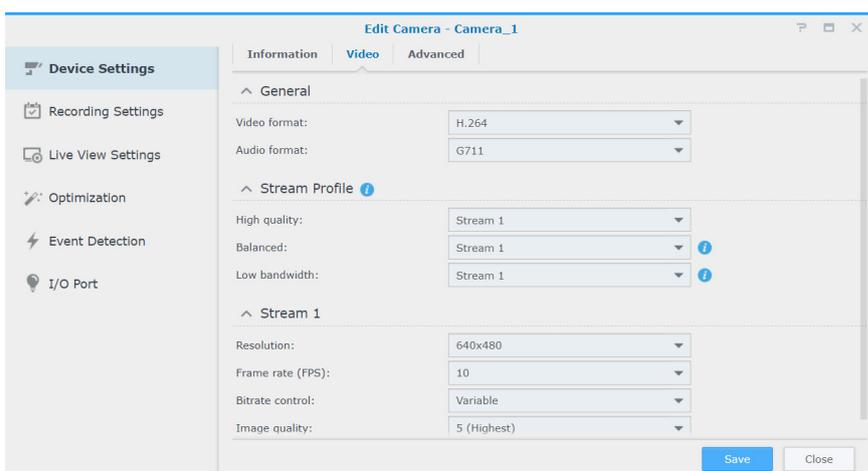 Edit Camera - Camera_1
Device Settings
Recording Settings
Live View Settings
Optimization
Event Detection
I/O Port
Information Video Advanced
General
Video format: H.264
Audio format: G711
Stream Profile
High quality: Stream 1
Balanced: Stream 1
Low bandwidth: Stream 1
Stream 1
Resolution: 640x480
Frame rate (FPS): 10
Bitrate control: Variable
Image quality: 5 (Highest)
Save Close